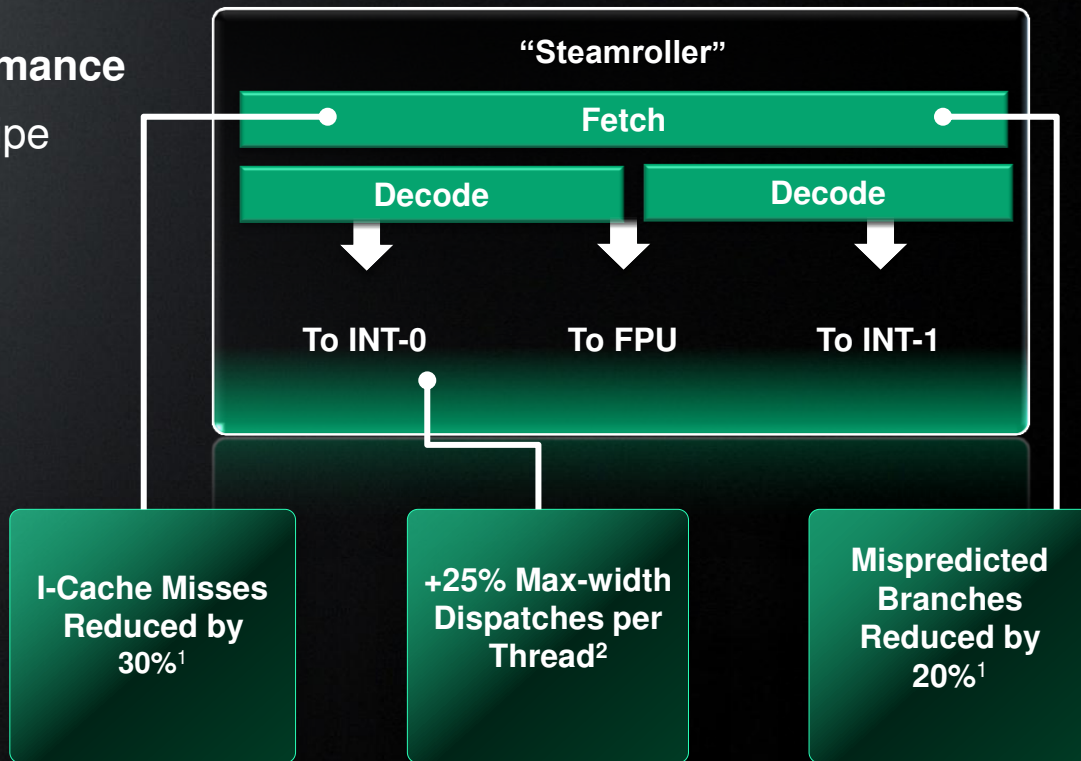 mance
pe
“Steamroller”
Fetch
Decode Decode
To INT-0 To FPU To INT-1
I-Cache Misses
Reduced by
30%¹
+25% Max-width
Dispatches per
Thread²
Mispredicted
Branches
Reduced by
20%¹